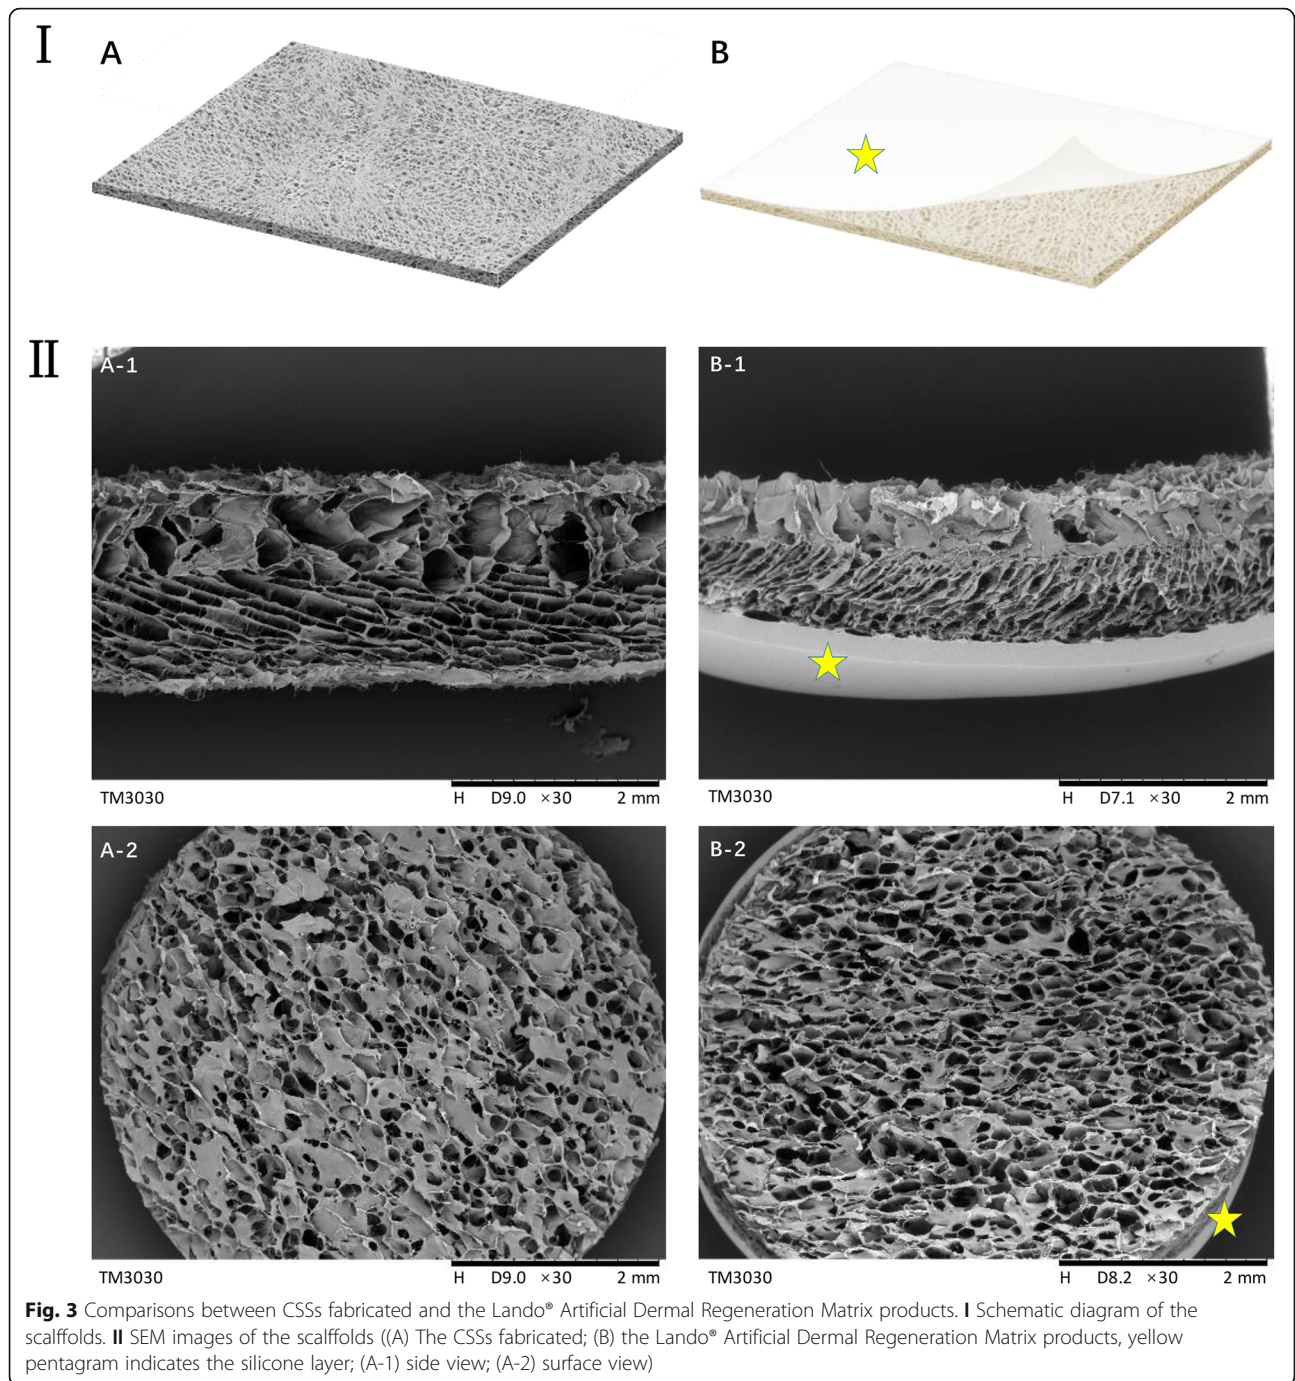 I
A
B
II
A-1
B-1
TM3030
H D9.0 ×30 2 mm
TM3030
H D7.1 ×30 2 mm
A-2
B-2
TM3030
H D9.0 ×30 2 mm
TM3030
H D8.2 ×30 2 mm
Fig. 3 Comparisons between CSSs fabricated and the Lando® Artificial Dermal Regeneration Matrix products. I Schematic diagram of the
scalffolds. II SEM images of the scalffolds ((A) The CSSs fabricated; (B) the Lando® Artificial Dermal Regeneration Matrix products, yellow
pentagram indicates the silicone layer; (A-1) side view; (A-2) surface view)